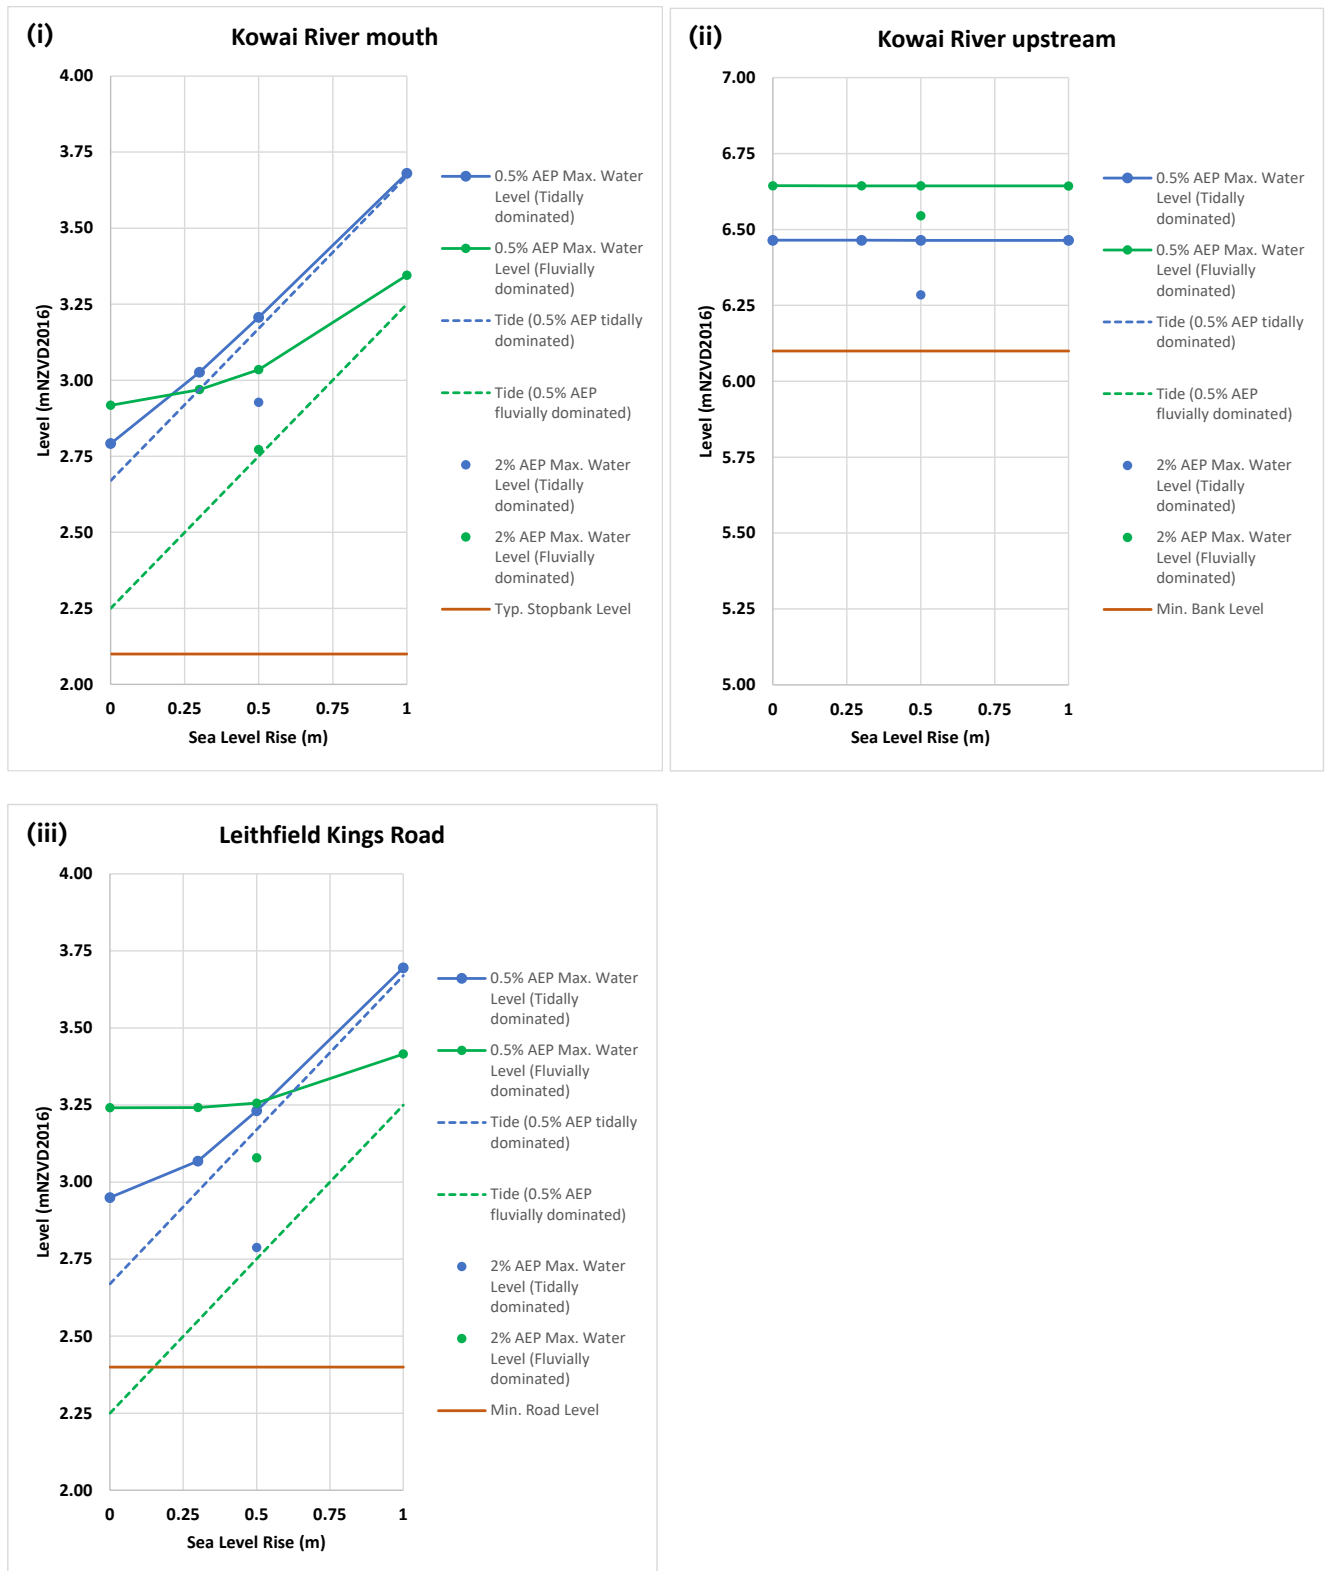 (i)
Kowai River mouth
4.00
3.75
3.50
3.25
3.00
2.75
2.50
2.25
2.00
Level (mNZVD2016)
0 0.25 0.5 0.75 1
Sea Level Rise (m)
0.5% AEP Max. Water
Level (Tidally
dominated)
0.5% AEP Max. Water
Level (Fluvially
dominated)
Tide (0.5% AEP tidally
dominated)
Tide (0.5% AEP
fluvially dominated)
2% AEP Max. Water
Level (Tidally
dominated)
2% AEP Max. Water
Level (Fluvially
dominated)
Typ. Stopbank Level
(ii)
Kowai River upstream
7.00
6.75
6.50
6.25
6.00
5.75
5.50
5.25
5.00
Level (mNZVD2016)
0 0.25 0.5 0.75 1
Sea Level Rise (m)
0.5% AEP Max. Water
Level (Tidally
dominated)
0.5% AEP Max. Water
Level (Fluvially
dominated)
Tide (0.5% AEP tidally
dominated)
Tide (0.5% AEP
fluvially dominated)
2% AEP Max. Water
Level (Tidally
dominated)
2% AEP Max. Water
Level (Fluvially
dominated)
Min. Bank Level
(iii)
Leithfield Kings Road
4.00
3.75
3.50
3.25
3.00
2.75
2.50
2.25
2.00
Level (mNZVD2016)
0 0.25 0.5 0.75 1
Sea Level Rise (m)
0.5% AEP Max. Water
Level (Tidally
dominated)
0.5% AEP Max. Water
Level (Fluvially
dominated)
Tide (0.5% AEP tidally
dominated)
Tide (0.5% AEP
fluvially dominated)
2% AEP Max. Water
Level (Tidally
dominated)
2% AEP Max. Water
Level (Fluvially
dominated)
Min. Road Level